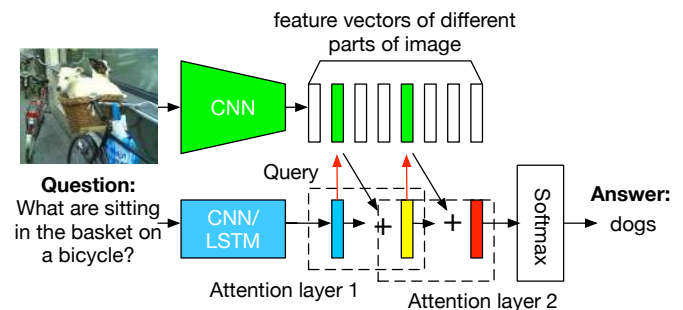 feature vectors of different
parts of image
CNN
Query
Question:
What are sitting
in the basket on
a bicycle?
CNN/
LSTM
+
+
Softmax
Answer:
dogs
Attention layer 1
Attention layer 2